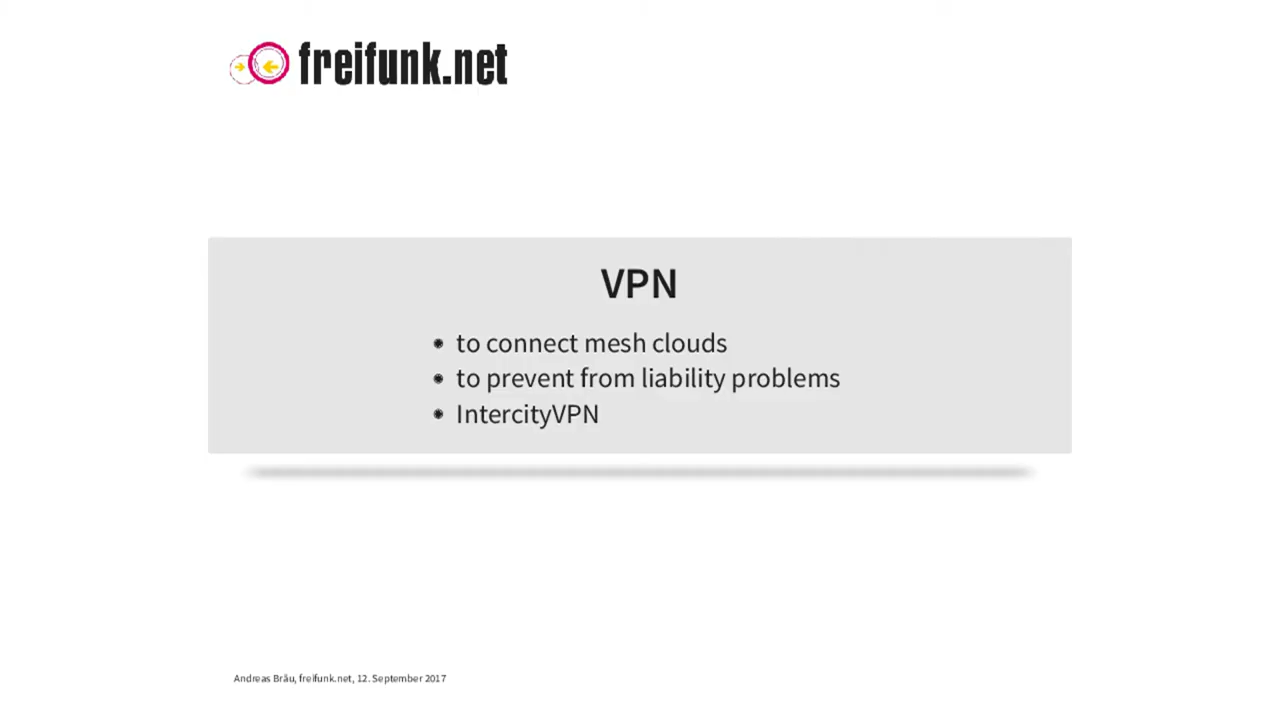 freifunk.net
VPN
to connect mesh clouds
to prevent from liability problems
IntercityVPN
Andreas Bräu, freifunk.net, 12. September 2017